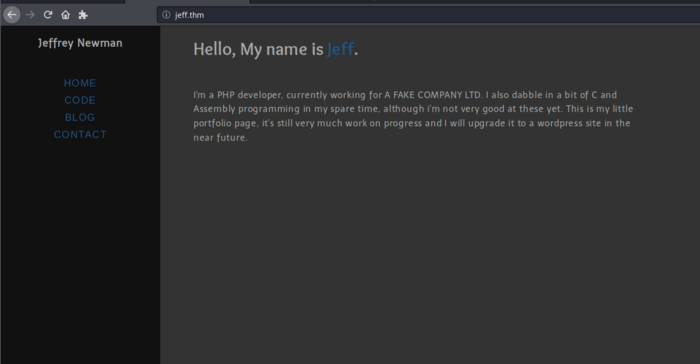 jeff.thm
Jeffrey Newman
HOME
CODE
BLOG
CONTACT
Hello, My name is Jeff.
I'm a PHP developer, currently working for A FAKE COMPANY LTD. I also dabble in a bit of C and
Assembly programming in my spare time, although i'm not very good at these yet. This is my little
portfolio page, it's still very much work on progress and I will upgrade it to a wordpress site in the
near future.